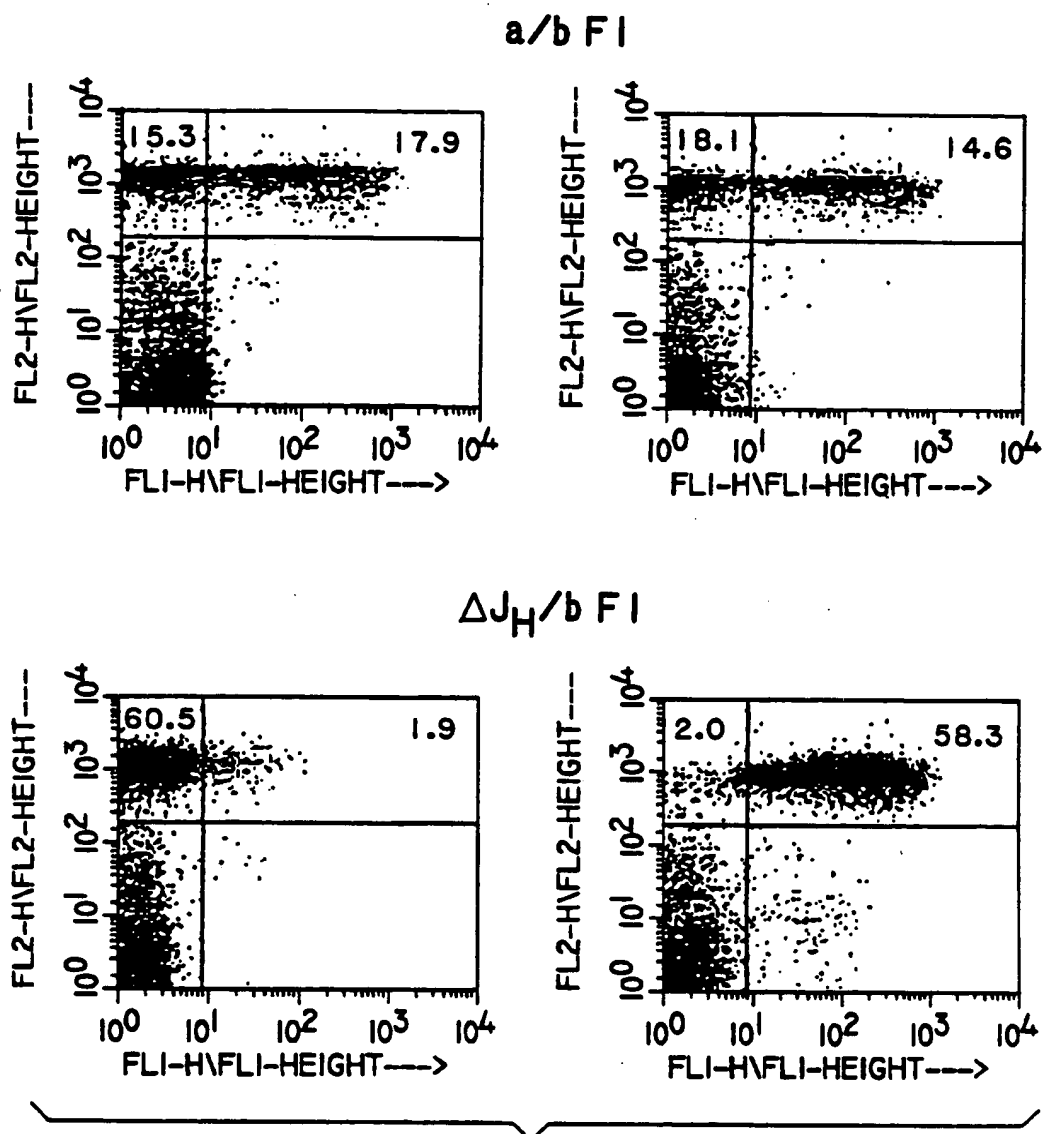 a/b F1
FL2-H\FL2-HEIGHT---
10⁴
10³
10²
10¹
10⁰
15.3
17.9
10⁰ 10¹ 10² 10³ 10⁴
FL1-H\FL1-HEIGHT--->
FL2-H\FL2-HEIGHT---
10⁴
10³
10²
10¹
10⁰
18.1
14.6
10⁰ 10¹ 10² 10³ 10⁴
FL1-H\FL1-HEIGHT--->
ΔJH/b F1
FL2-H\FL2-HEIGHT---
10⁴
10³
10²
10¹
10⁰
60.5
1.9
10⁰ 10¹ 10² 10³ 10⁴
FL1-H\FL1-HEIGHT--->
FL2-H\FL2-HEIGHT---
10⁴
10³
10²
10¹
10⁰
2.0
58.3
10⁰ 10¹ 10² 10³ 10⁴
FL1-H\FL1-HEIGHT--->